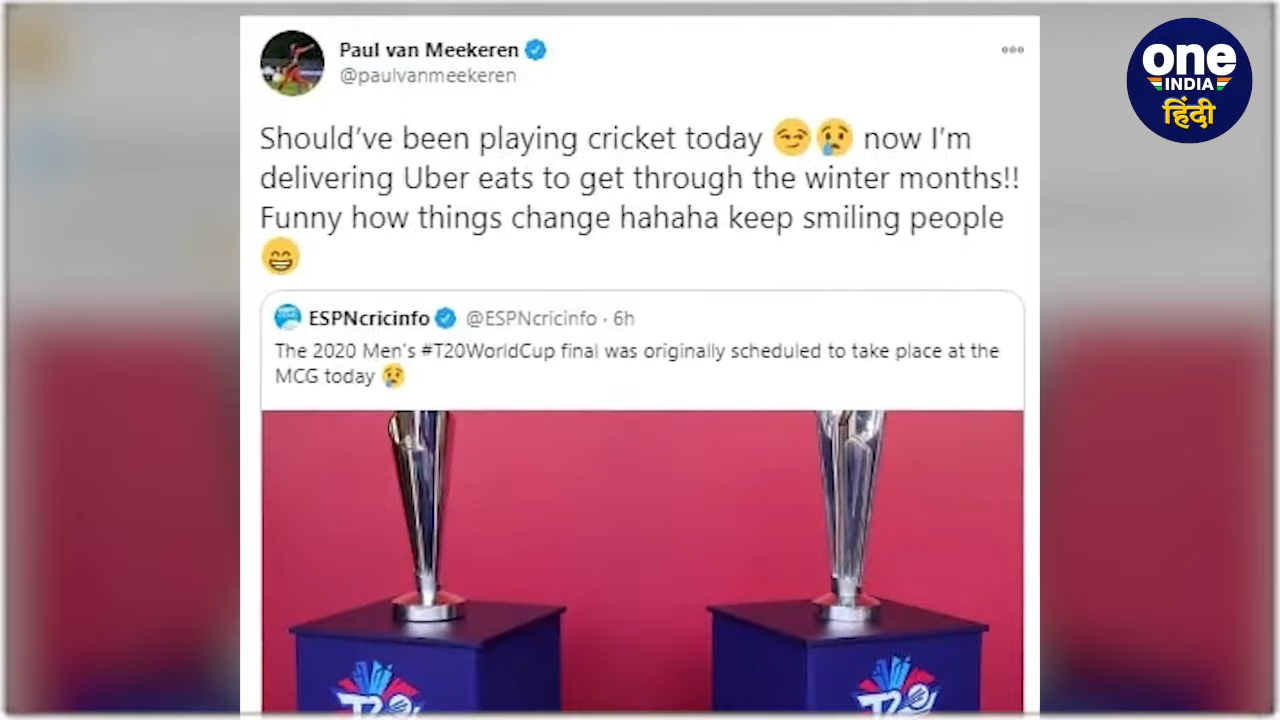 Paul van Meekeren
@paulvanmeekeren
one
INDIA
हिंदी
Should've been playing cricket today 😏😢 now I'm
delivering Uber eats to get through the winter months!!
Funny how things change hahaha keep smiling people
😁
ESPNcricinfo @ESPNcricinfo · 6h
The 2020 Men's #T20WorldCup final was originally scheduled to take place at the
MCG today 😢